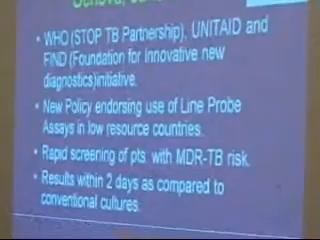 • WHO (STOP TB Partnership), UNITAID and
FIND (Foundation for Innovative new
diagnostics)initiative.
• New Policy endorsing use of Line Probe
Assays in low resource countries.
• Rapid screening of pts with MDR-TB risk.
• Results within 2 days as compared to
conventional cultures.